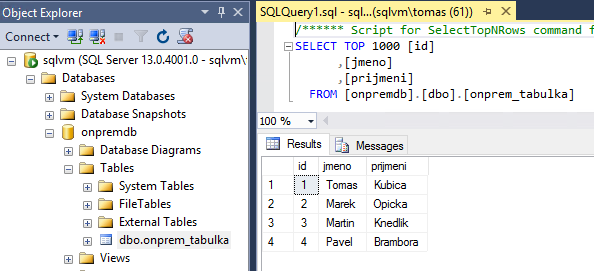 Object Explorer
Connect
sqlvm (SQL Server 13.0.4001.0 - sqlvm\
Databases
System Databases
Database Snapshots
onpremdb
Database Diagrams
Tables
System Tables
FileTables
External Tables
dbo.onprem_tabulka
Views
SQLQuery1.sql - sql...(sqlvm\tomas (61))
/****** Script for SelectTopNRows command f
SELECT TOP 1000 [id]
,[jmeno]
,[prijmeni]
FROM [onpremdb].[dbo].[onprem_tabulka]
100 %
Results Messages
id jmeno prijmeni
1 1 Tomas Kubica
2 2 Marek Opicka
3 3 Martin Knedlik
4 4 Pavel Brambora